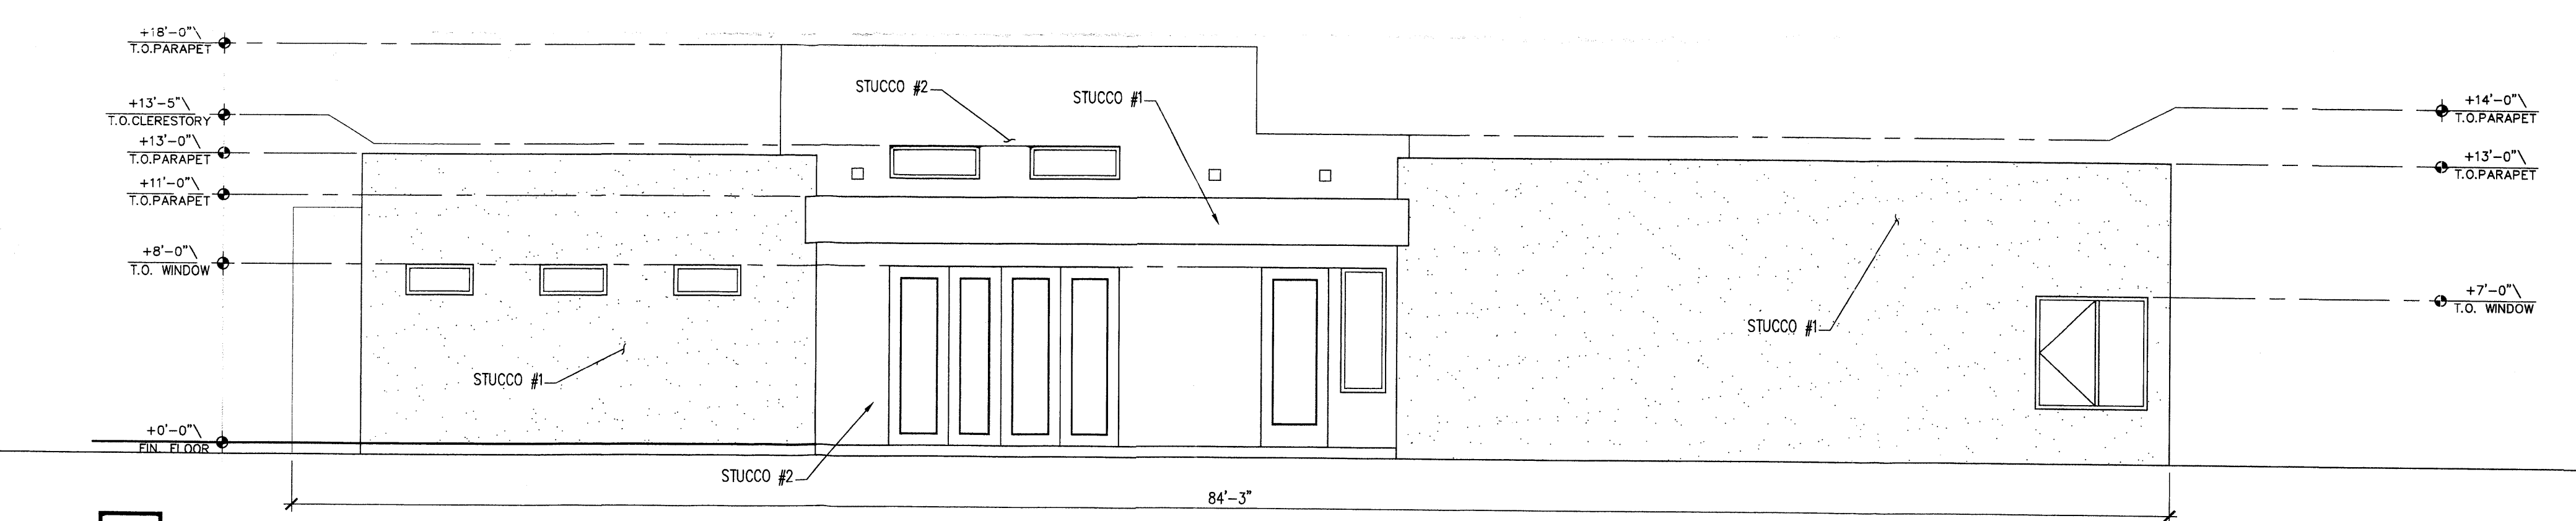 +18'-0"\
T.O.PARAPET
STUCCO #2
STUCCO #1
+13'-5"\
T.O.CLERESTORY
+14'-0"\
T.O.PARAPET
+13'-0"\
T.O.PARAPET
+13'-0"\
T.O.PARAPET
+11'-0"\
T.O.PARAPET
+8'-0"\
T.O. WINDOW
+7'-0"\
T.O. WINDOW
STUCCO #1
STUCCO #1
+0'-0"\
FIN. FLOOR
STUCCO #2
84'-3"